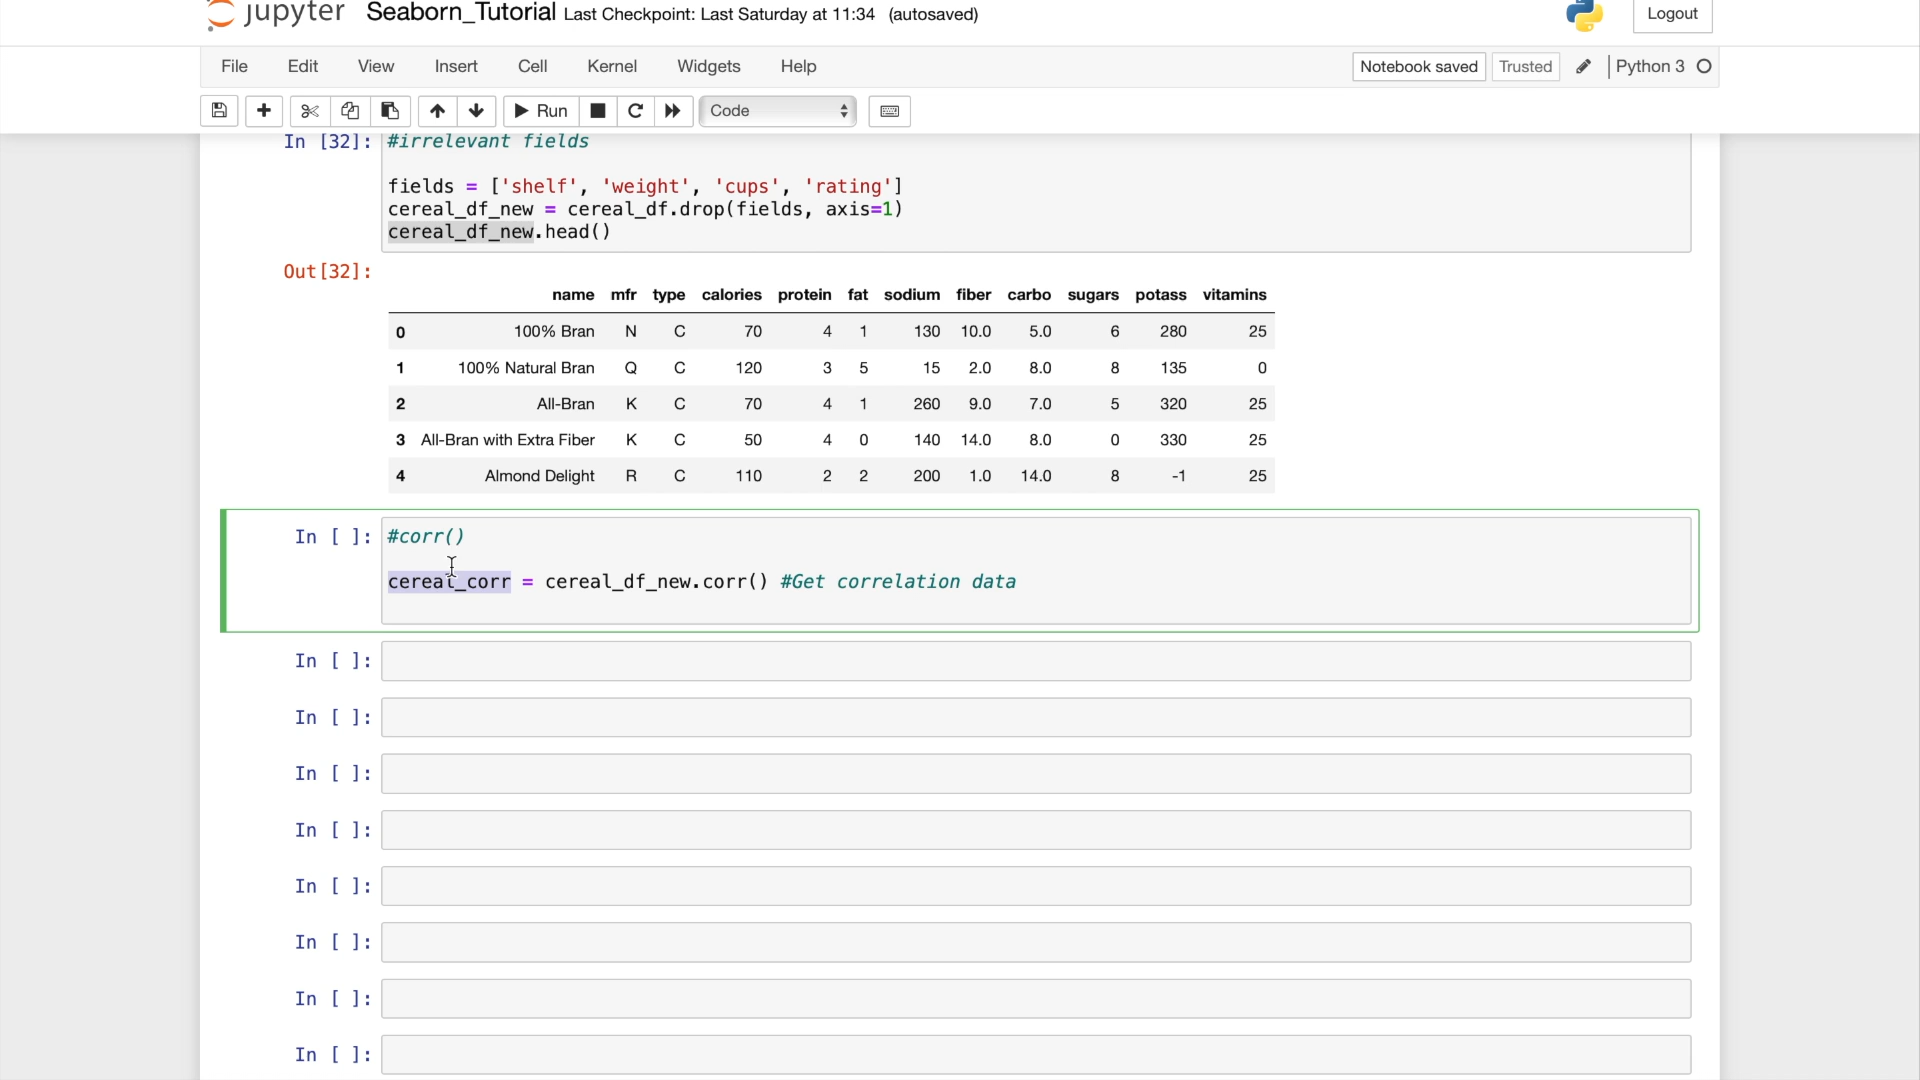 jupyter Seaborn_Tutorial Last Checkpoint: Last Saturday at 11:34 (autosaved) Logout
File Edit View Insert Cell Kernel Widgets Help Notebook saved Trusted Python 3
Run Code
In [32]: #irrelevant fields
fields = ['shelf', 'weight', 'cups', 'rating']
cereal_df_new = cereal_df.drop(fields, axis=1)
cereal_df_new.head()
Out[32]:
name mfr type calories protein fat sodium fiber carbo sugars potass vitamins
0 100% Bran N C 70 4 1 130 10.0 5.0 6 280 25
1 100% Natural Bran Q C 120 3 5 15 2.0 8.0 8 135 0
2 All-Bran K C 70 4 1 260 9.0 7.0 5 320 25
3 All-Bran with Extra Fiber K C 50 4 0 140 14.0 8.0 0 330 25
4 Almond Delight R C 110 2 2 200 1.0 14.0 8 -1 25
In [ ]: #corr()
cereal_corr = cereal_df_new.corr() #Get correlation data
In [ ]:
In [ ]:
In [ ]:
In [ ]:
In [ ]:
In [ ]:
In [ ]:
In [ ]: